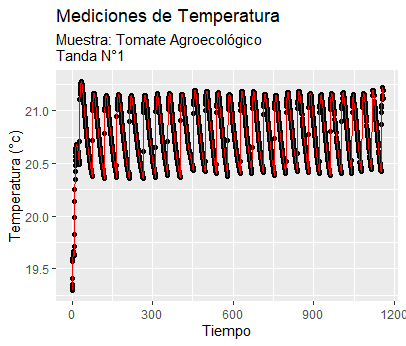 Mediciones de Temperatura
Muestra: Tomate Agroecológico
Tanda N°1
Temperatura (°c)
21.0
20.5
20.0
19.5
0
300
600
900
1200
Tiempo